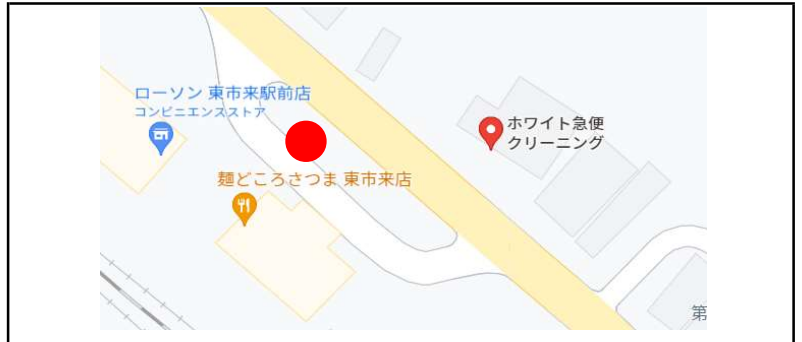 ローソン 東市来駅前店
コンビニエンスストア
ホワイト急便
クリーニング
麺どころさつま 東市来店
第